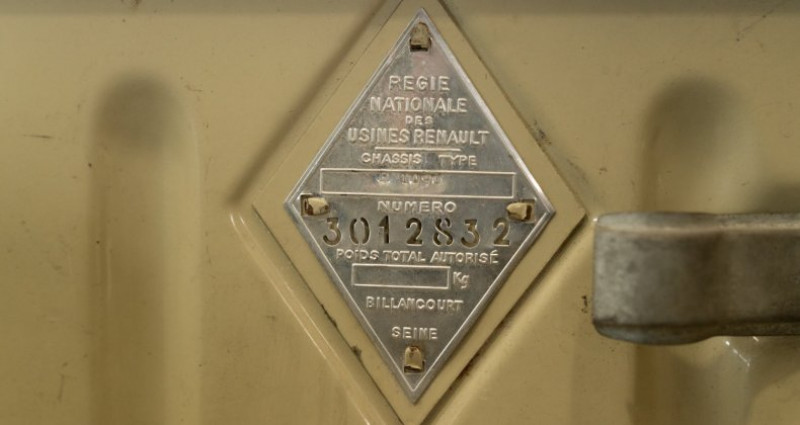 REGIE
NATIONALE
DES
USINES RENAULT
CHASSIS TYPE
NUMERO
3012832
POIDS TOTAL AUTORISÉ
Kg
BILLANCOURT
SEINE